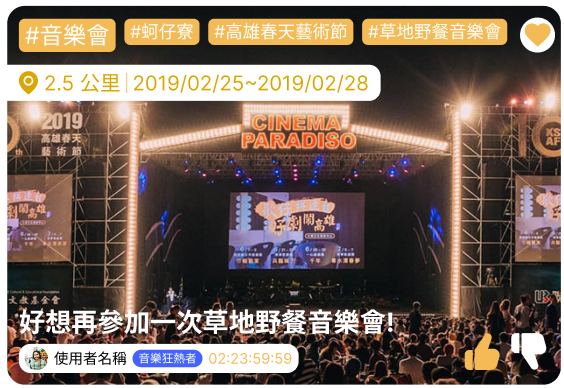 #音樂會 #蚵仔寮 #高雄春天藝術節 #草地野餐音樂會
2.5 公里 2019/02/25~2019/02/28
CINEMA
PARADISO
2019
高雄春天
藝術節
好想再參加一次草地野餐音樂會!
使用者名稱 音樂狂熱者 02:23:59:59